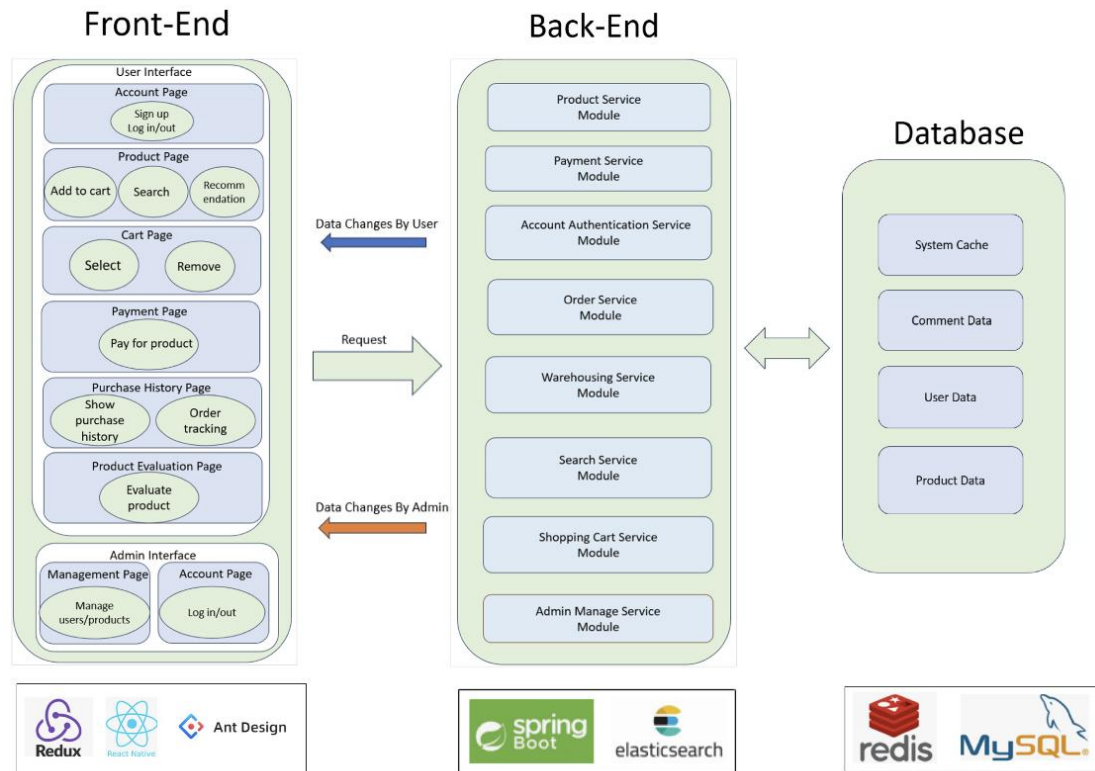 Front-End
User Interface
Account Page
Sign up
Log in/out
Product Page
Add to cart
Search
Recomm
endation
Cart Page
Select
Remove
Payment Page
Pay for product
Purchase History Page
Show
purchase
history
Order
tracking
Product Evaluation Page
Evaluate
product
Admin Interface
Management Page
Manage
users/products
Account Page
Log in/out
Data Changes By User
Request
Data Changes By Admin
Back-End
Product Service
Module
Payment Service
Module
Account Authentication Service
Module
Order Service
Module
Warehousing Service
Module
Search Service
Module
Shopping Cart Service
Module
Admin Manage Service
Module
Database
System Cache
Comment Data
User Data
Product Data
Redux
React Native
Ant Design
spring
Boot
elasticsearch
redis
MySQL®